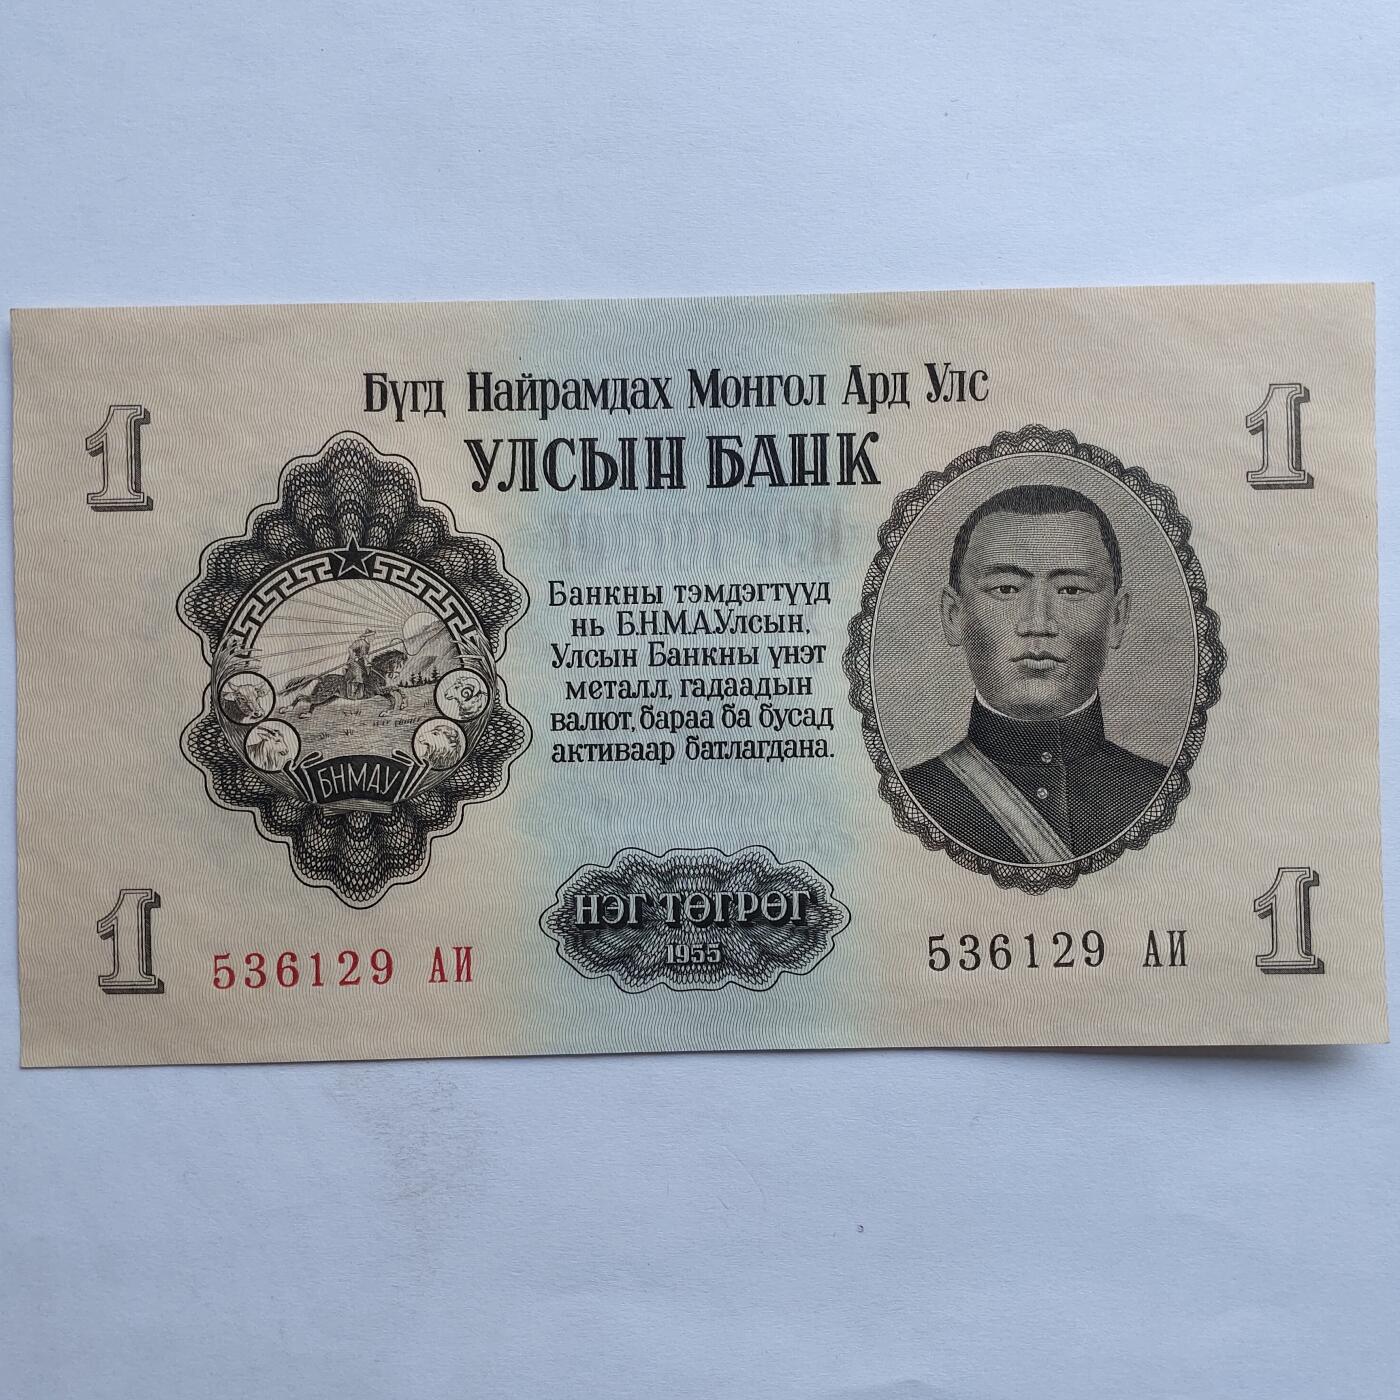 Бүгд Найрамдах Монгол Ард Улс
УЛСЫН БАНК
1
1
Банкны тэмдэгтүүд
нь Б.Н.М.А.Улсын,
Улсын Банкны үнэт
металл, гадаадын
валют, бараа ба бусад
активаар батлагдана.
БНМАУ
НЭГ ТӨГРӨГ
1955
1
536129 АИ
536129 АИ
1